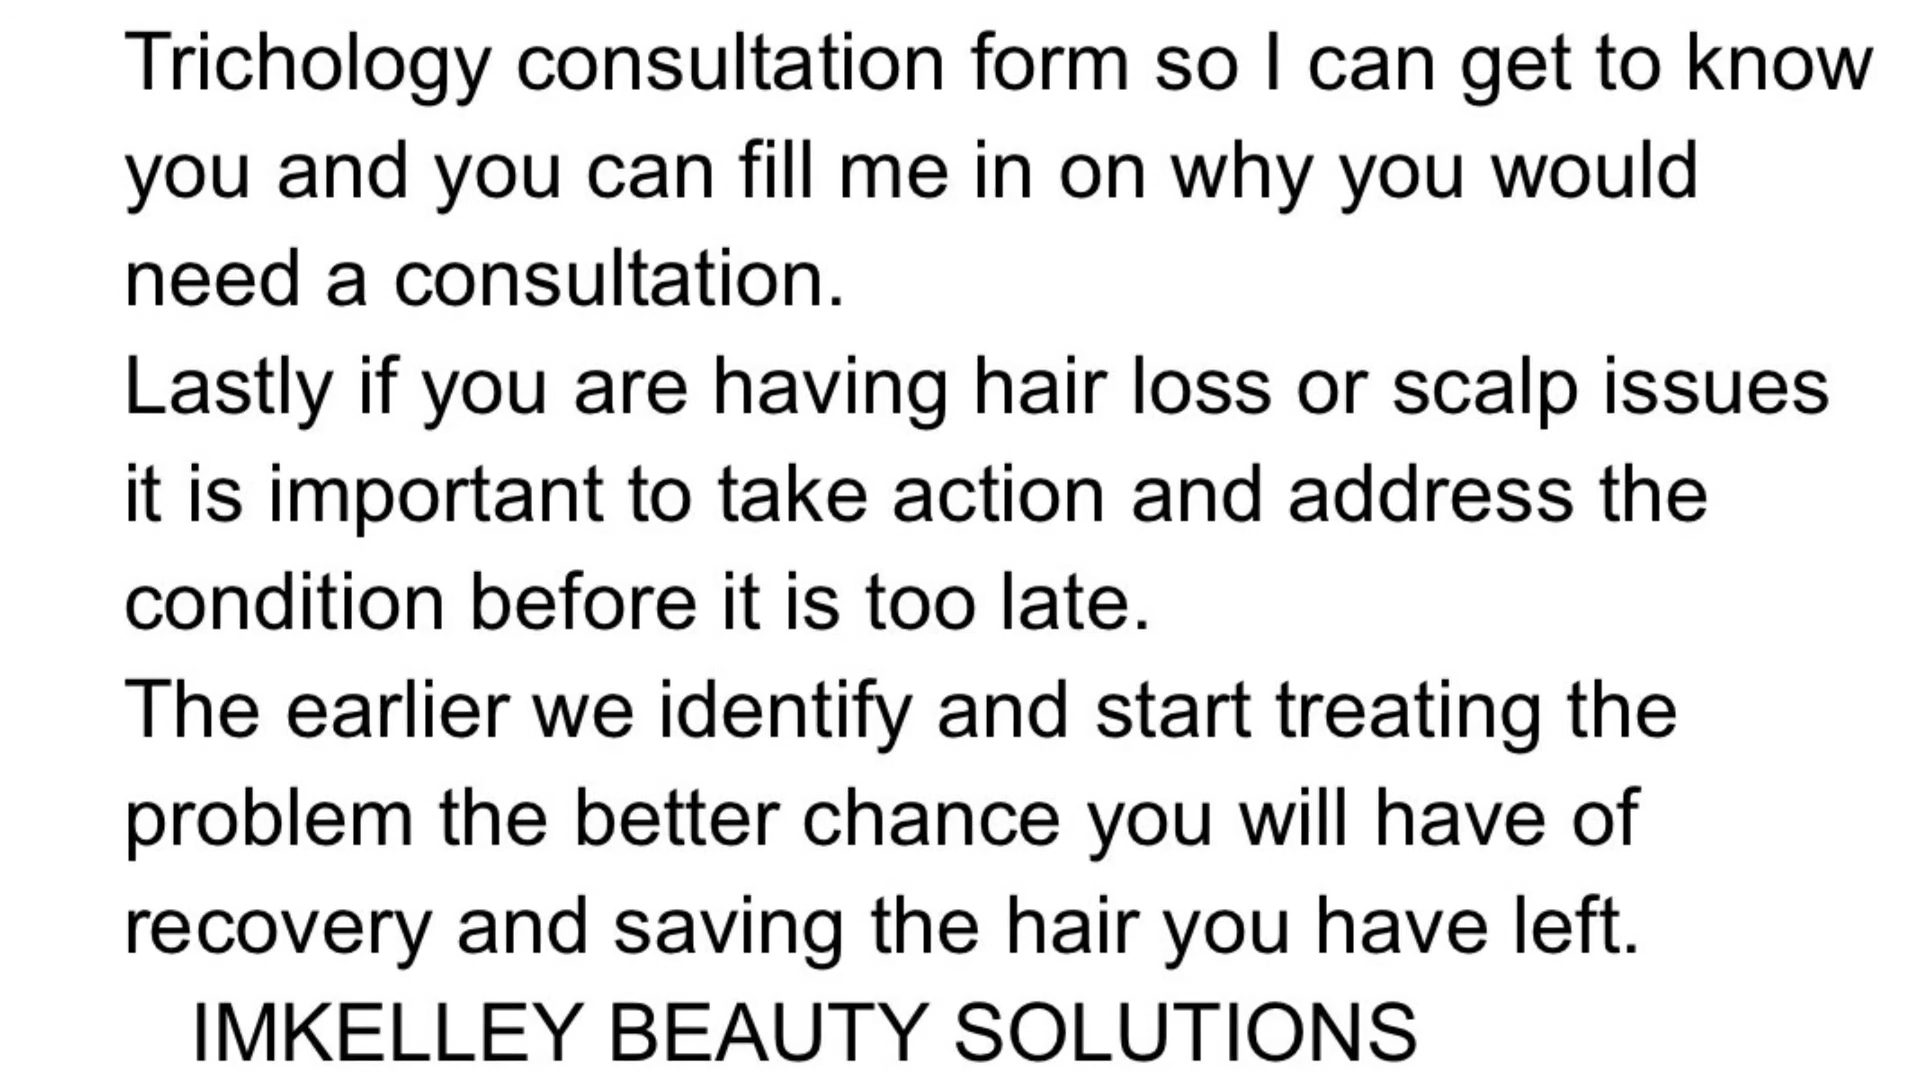 Trichology consultation form so I can get to know
you and you can fill me in on why you would
need a consultation.
Lastly if you are having hair loss or scalp issues
it is important to take action and address the
condition before it is too late.
The earlier we identify and start treating the
problem the better chance you will have of
recovery and saving the hair you have left.
IMKELLEY BEAUTY SOLUTIONS